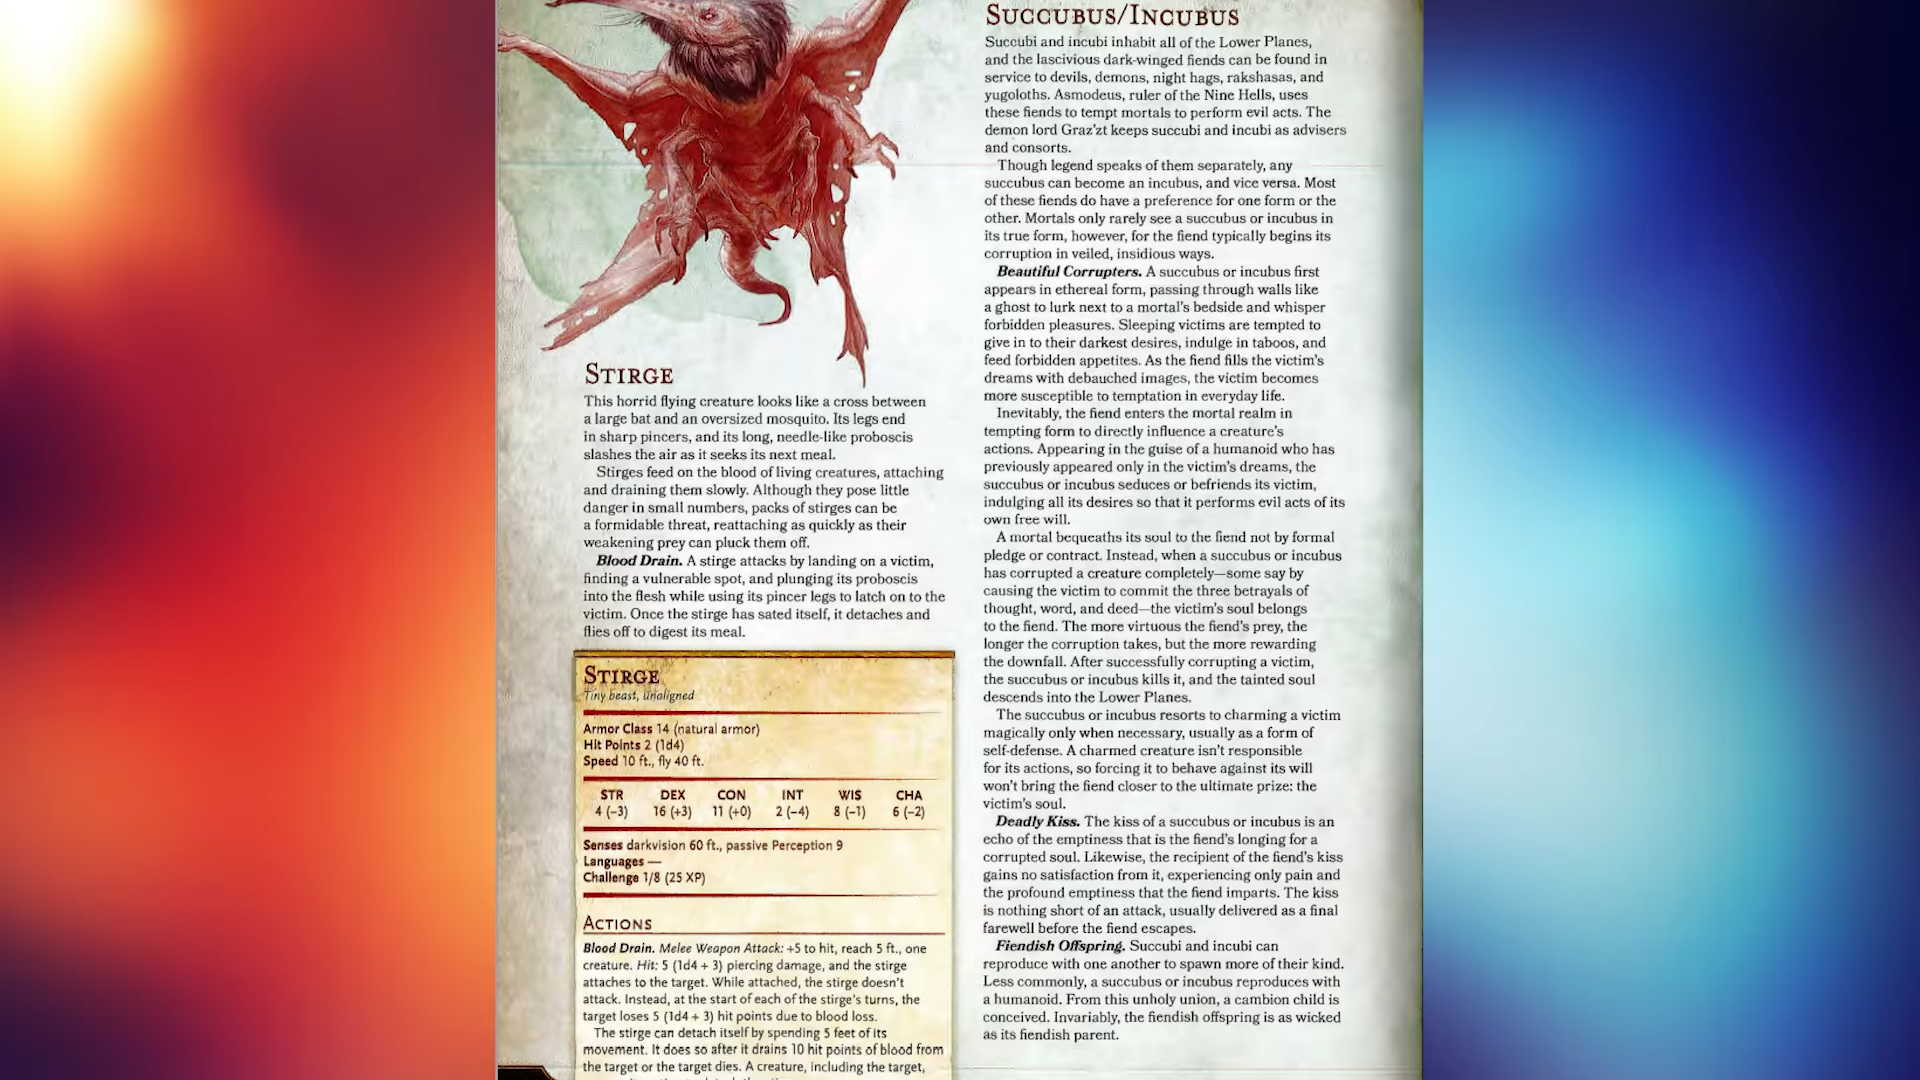 STIRGE
This horrid flying creature looks like a cross between
a large bat and an oversized mosquito. Its legs end
in sharp pincers, and its long, needle-like proboscis
slashes the air as it seeks its next meal.
Stirges feed on the blood of living creatures, attaching
and draining them slowly. Although they pose little
danger in small numbers, packs of stirges can be
a formidable threat, reattaching as quickly as their
weakening prey can pluck them off.
Blood Drain. A stirge attacks by landing on a victim,
finding a vulnerable spot, and plunging its proboscis
into the flesh while using its pincer legs to latch on to the
victim. Once the stirge has sated itself, it detaches and
flies off to digest its meal.
STIRGE
Tiny beast, unaligned
Armor Class 14 (natural armor)
Hit Points 2 (1d4)
Speed 10 ft., fly 40 ft.
STR DEX CON INT WIS CHA
4 (–3) 16 (+3) 11 (+0) 2 (–4) 8 (–1) 6 (–2)
Senses darkvision 60 ft., passive Perception 9
Languages —
Challenge 1/8 (25 XP)
ACTIONS
Blood Drain. Melee Weapon Attack: +5 to hit, reach 5 ft., one
creature. Hit: 5 (1d4 + 3) piercing damage, and the stirge
attaches to the target. While attached, the stirge doesn't
attack. Instead, at the start of each of the stirge's turns, the
target loses 5 (1d4 + 3) hit points due to blood loss.
The stirge can detach itself by spending 5 feet of its
movement. It does so after it drains 10 hit points of blood from
the target or the target dies. A creature, including the target,
SUCCUBUS/INCUBUS
Succubi and incubi inhabit all of the Lower Planes,
and the lascivious dark-winged fiends can be found in
service to devils, demons, night hags, rakshasas, and
yugoloths. Asmodeus, ruler of the Nine Hells, uses
these fiends to tempt mortals to perform evil acts. The
demon lord Graz'zt keeps succubi and incubi as advisers
and consorts.
Though legend speaks of them separately, any
succubus can become an incubus, and vice versa. Most
of these fiends do have a preference for one form or the
other. Mortals only rarely see a succubus or incubus in
its true form, however, for the fiend typically begins its
corruption in veiled, insidious ways.
Beautiful Corrupters. A succubus or incubus first
appears in ethereal form, passing through walls like
a ghost to lurk next to a mortal's bedside and whisper
forbidden pleasures. Sleeping victims are tempted to
give in to their darkest desires, indulge in taboos, and
feed forbidden appetites. As the fiend fills the victim's
dreams with debauched images, the victim becomes
more susceptible to temptation in everyday life.
Inevitably, the fiend enters the mortal realm in
tempting form to directly influence a creature's
actions. Appearing in the guise of a humanoid who has
previously appeared only in the victim's dreams, the
succubus or incubus seduces or befriends its victim,
indulging all its desires so that it performs evil acts of its
own free will.
A mortal bequeaths its soul to the fiend not by formal
pledge or contract. Instead, when a succubus or incubus
has corrupted a creature completely—some say by
causing the victim to commit the three betrayals of
thought, word, and deed—the victim's soul belongs
to the fiend. The more virtuous the fiend's prey, the
longer the corruption takes, but the more rewarding
the downfall. After successfully corrupting a victim,
the succubus or incubus kills it, and the tainted soul
descends into the Lower Planes.
The succubus or incubus resorts to charming a victim
magically only when necessary, usually as a form of
self-defense. A charmed creature isn't responsible
for its actions, so forcing it to behave against its will
won't bring the fiend closer to the ultimate prize: the
victim's soul.
Deadly Kiss. The kiss of a succubus or incubus is an
echo of the emptiness that is the fiend's longing for a
corrupted soul. Likewise, the recipient of the fiend's kiss
gains no satisfaction from it, experiencing only pain and
the profound emptiness that the fiend imparts. The kiss
is nothing short of an attack, usually delivered as a final
farewell before the fiend escapes.
Fiendish Offspring. Succubi and incubi can
reproduce with one another to spawn more of their kind.
Less commonly, a succubus or incubus reproduces with
a humanoid. From this unholy union, a cambion child is
conceived. Invariably, the fiendish offspring is as wicked
as its fiendish parent.